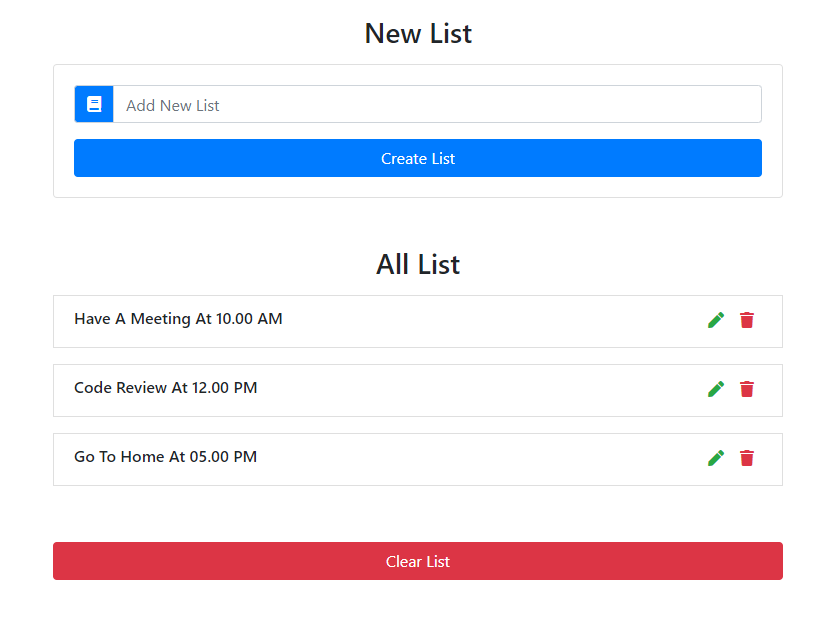 New List
Add New List
Create List
All List
Have A Meeting At 10.00 AM
Code Review At 12.00 PM
Go To Home At 05.00 PM
Clear List